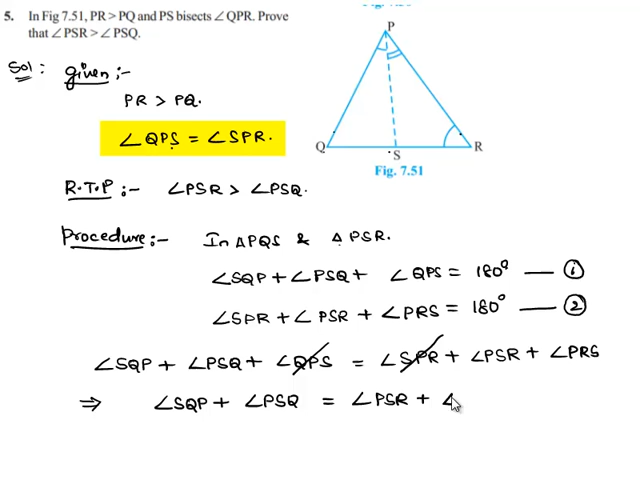 5. In Fig 7.51, PR > PQ and PS bisects ∠ QPR. Prove
that ∠ PSR > ∠ PSQ.
Sol :
given :-
PR > PQ.
∠QPS = ∠SPR.
R.T.P :- ∠PSR > ∠PSQ.
Procedure :- In ΔPQS & ΔPSR.
∠SQP + ∠PSQ + ∠QPS = 180° — ①
∠SPR + ∠PSR + ∠PRS = 180° — ②
∠SQP + ∠PSQ + ∠QPS = ∠SPR + ∠PSR + ∠PRS
⇒ ∠SQP + ∠PSQ = ∠PSR + ∠
P
Q
S
R
Fig. 7.51